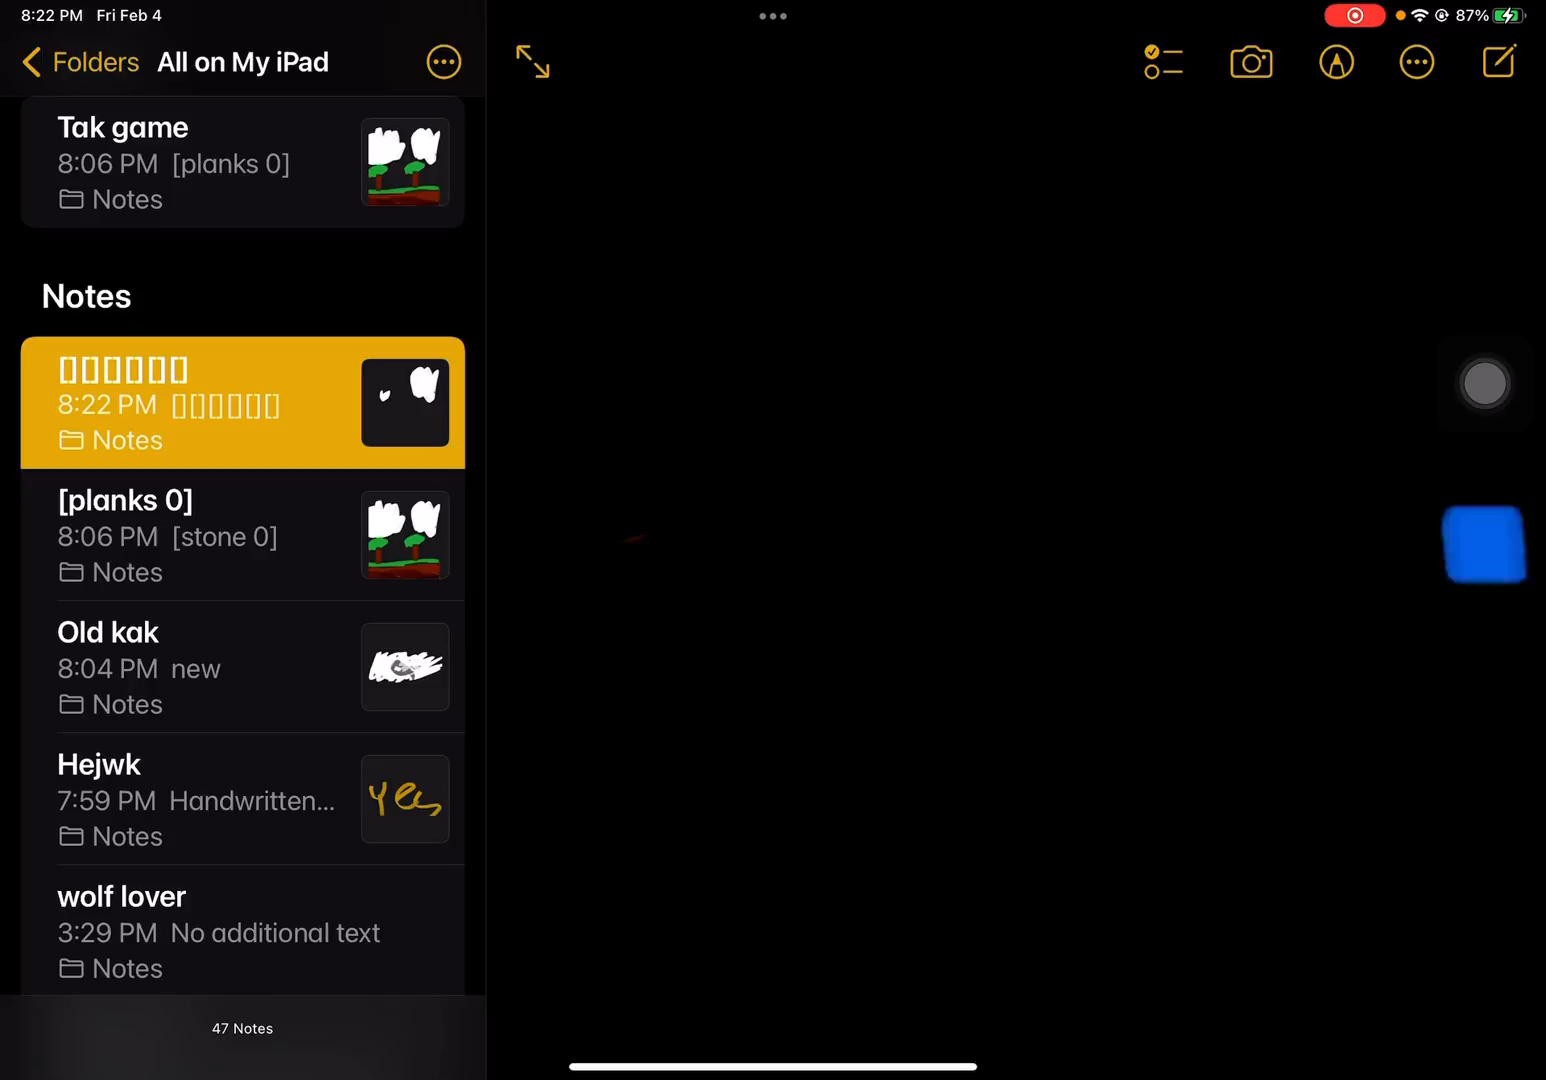 8:22 PM Fri Feb 4
87%
Folders All on My iPad
Tak game
8:06 PM [planks 0]
Notes
Notes
[][][][][][]
8:22 PM [][][][][][]
Notes
[planks 0]
8:06 PM [stone 0]
Notes
Old kak
8:04 PM new
Notes
Hejwk
7:59 PM Handwritten...
Notes
yes
wolf lover
3:29 PM No additional text
Notes
47 Notes